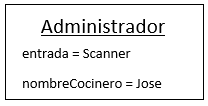 Administrador
entrada = Scanner
nombreCocinero = Jose